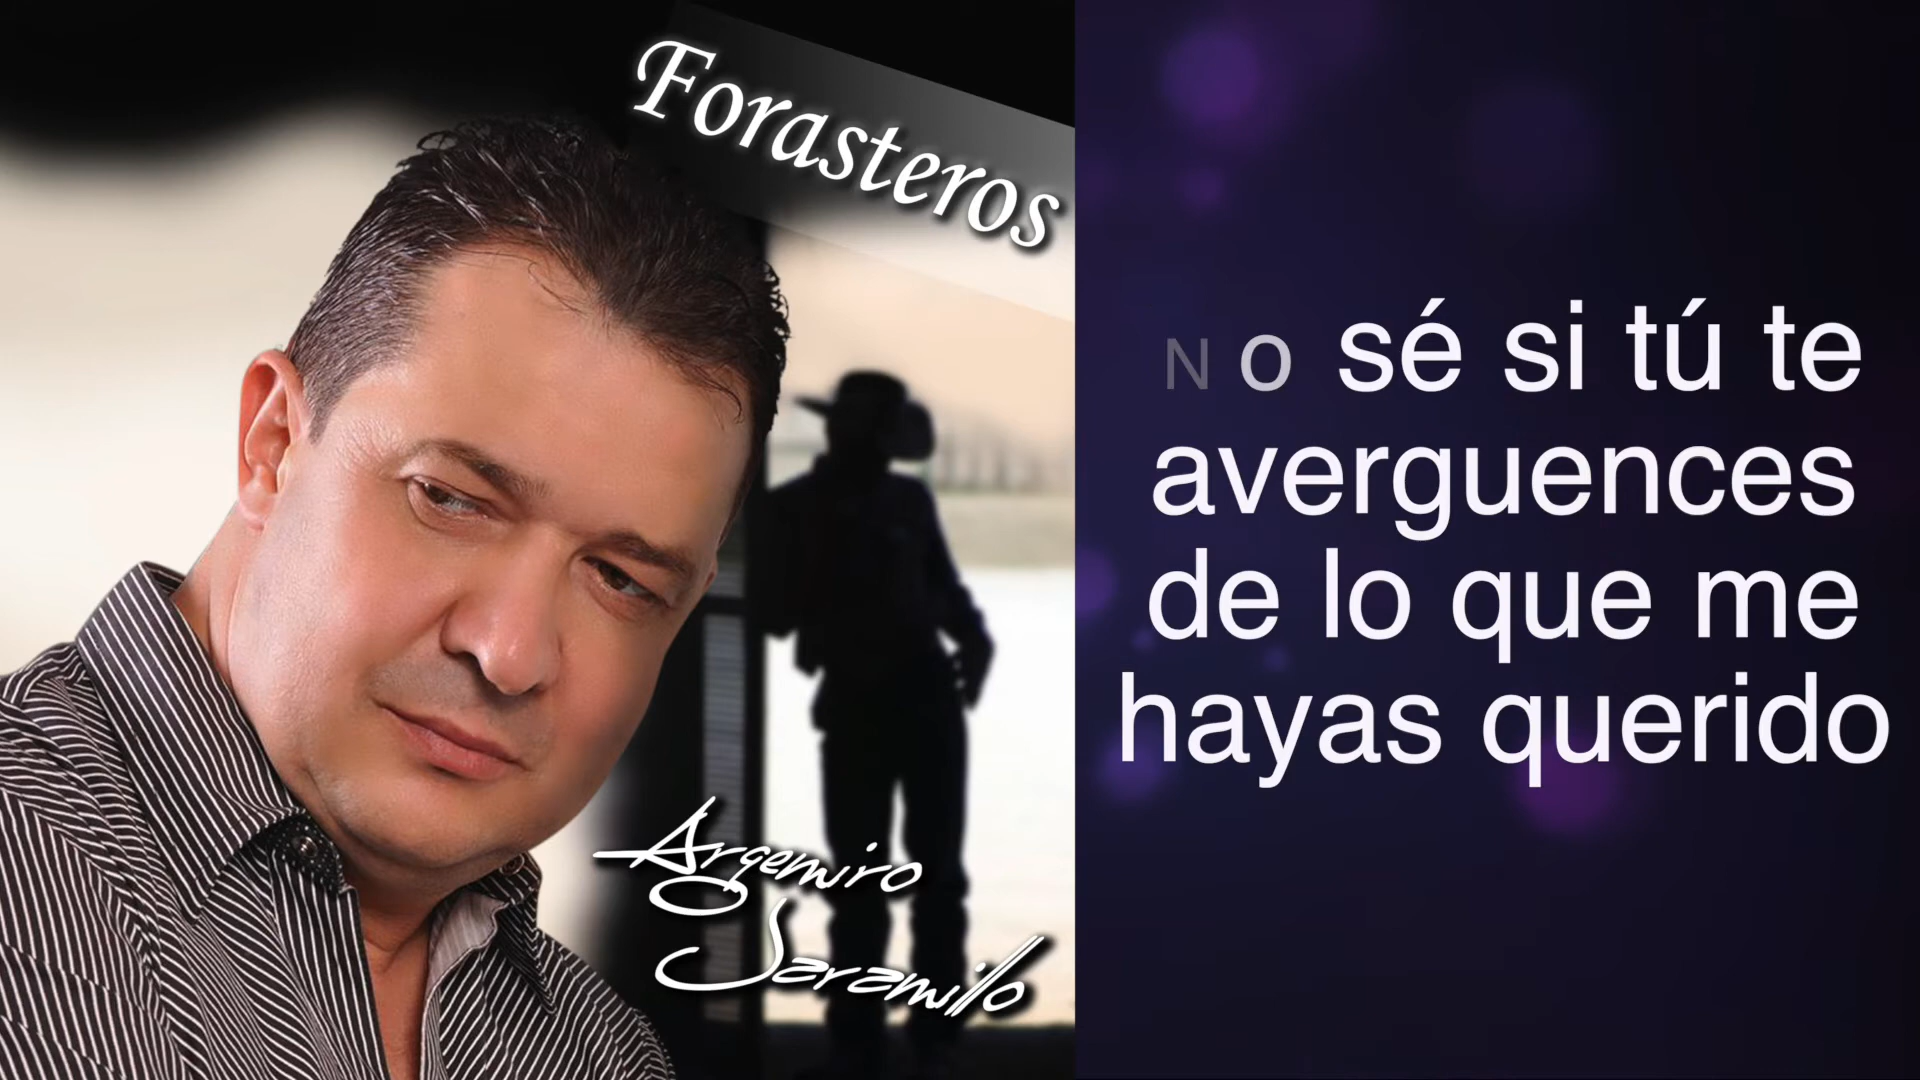 Forasteros
Argemiro
Jaramillo
No sé si tú te
averguences
de lo que me
hayas querido